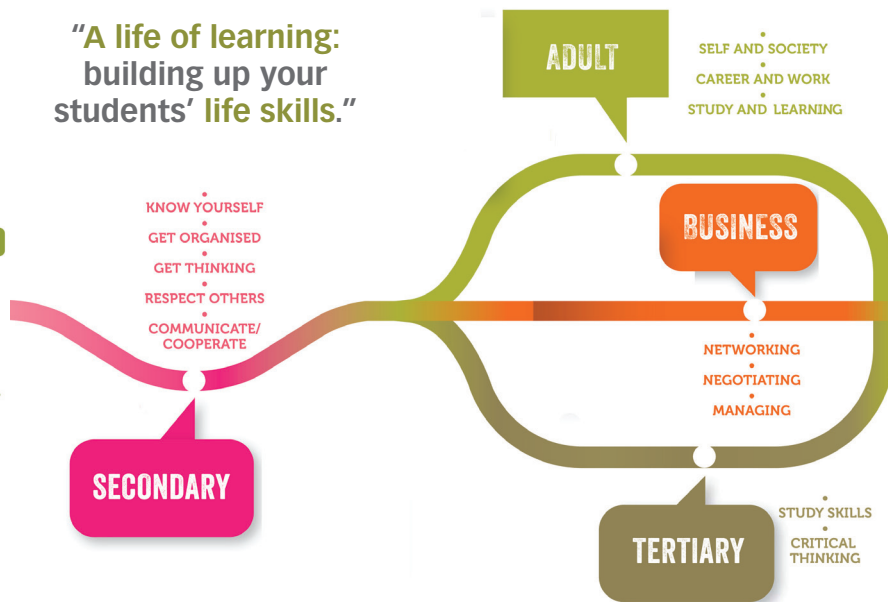 “A life of learning:
building up your
students’ life skills.”
ADULT
SELF AND SOCIETY
CAREER AND WORK
STUDY AND LEARNING
KNOW YOURSELF
GET ORGANISED
GET THINKING
RESPECT OTHERS
COMMUNICATE/
COOPERATE
SECONDARY
BUSINESS
NETWORKING
NEGOTIATING
MANAGING
TERTIARY
STUDY SKILLS
CRITICAL
THINKING